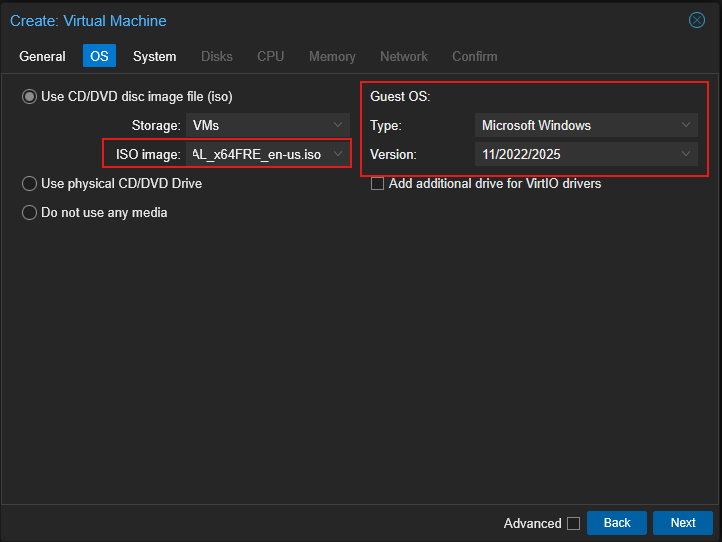 Create: Virtual Machine
General OS System Disks CPU Memory Network Confirm
Use CD/DVD disc image file (iso)
Storage: VMs
ISO image: AL_x64FRE_en-us.iso
Use physical CD/DVD Drive
Do not use any media
Guest OS:
Type: Microsoft Windows
Version: 11/2022/2025
Add additional drive for VirtIO drivers
Advanced Back Next